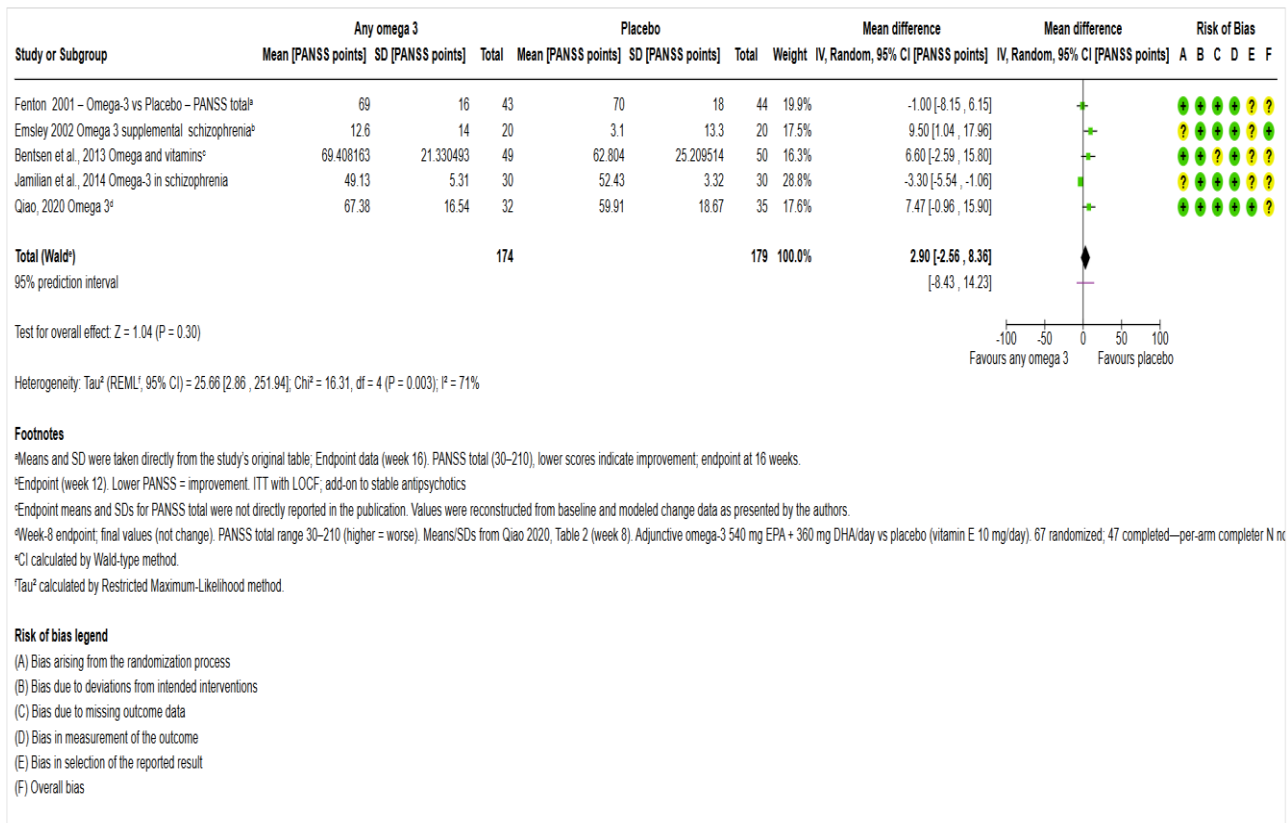 Any omega 3 Placebo Mean difference Mean difference Risk of Bias
Study or Subgroup Mean [PANSS points] SD [PANSS points] Total Mean [PANSS points] SD [PANSS points] Total Weight IV, Random, 95% CI [PANSS points] IV, Random, 95% CI [PANSS points] A B C D E F
Fenton 2001 – Omega-3 vs Placebo – PANSS totalᵃ 69 16 43 70 18 44 19.9% -1.00 [-8.15 , 6.15] + + + + ? ?
Emsley 2002 Omega 3 supplemental schizophreniaᵇ 12.6 14 20 3.1 13.3 20 17.5% 9.50 [1.04 , 17.96] ? + + + ? +
Bentsen et al., 2013 Omega and vitaminsᶜ 69.408163 21.330493 49 62.804 25.209514 50 16.3% 6.60 [-2.59 , 15.80] + + ? + ? ?
Jamilian et al., 2014 Omega-3 in schizophrenia 49.13 5.31 30 52.43 3.32 30 28.8% -3.30 [-5.54 , -1.06] ? + + + ? ?
Qiao, 2020 Omega 3ᵈ 67.38 16.54 32 59.91 18.67 35 17.6% 7.47 [-0.96 , 15.90] + + + + + ?
Total (Waldᵉ) 174 179 100.0% 2.90 [-2.56 , 8.36]
95% prediction interval [-8.43 , 14.23]
Test for overall effect: Z = 1.04 (P = 0.30)
-100 -50 0 50 100
Favours any omega 3 Favours placebo
Heterogeneity: Tau² (REMLᶠ, 95% CI) = 25.66 [2.86 , 251.94]; Chi² = 16.31, df = 4 (P = 0.003); I² = 71%
Footnotes
ᵃMeans and SD were taken directly from the study's original table; Endpoint data (week 16). PANSS total (30–210), lower scores indicate improvement; endpoint at 16 weeks.
ᵇEndpoint (week 12). Lower PANSS = improvement. ITT with LOCF; add-on to stable antipsychotics
ᶜEndpoint means and SDs for PANSS total were not directly reported in the publication. Values were reconstructed from baseline and modeled change data as presented by the authors.
ᵈWeek-8 endpoint; final values (not change). PANSS total range 30–210 (higher = worse). Means/SDs from Qiao 2020, Table 2 (week 8). Adjunctive omega-3 540 mg EPA + 360 mg DHA/day vs placebo (vitamin E 10 mg/day). 67 randomized; 47 completed—per-arm completer N
ᵉCI calculated by Wald-type method.
ᶠTau² calculated by Restricted Maximum-Likelihood method.
Risk of bias legend
(A) Bias arising from the randomization process
(B) Bias due to deviations from intended interventions
(C) Bias due to missing outcome data
(D) Bias in measurement of the outcome
(E) Bias in selection of the reported result
(F) Overall bias